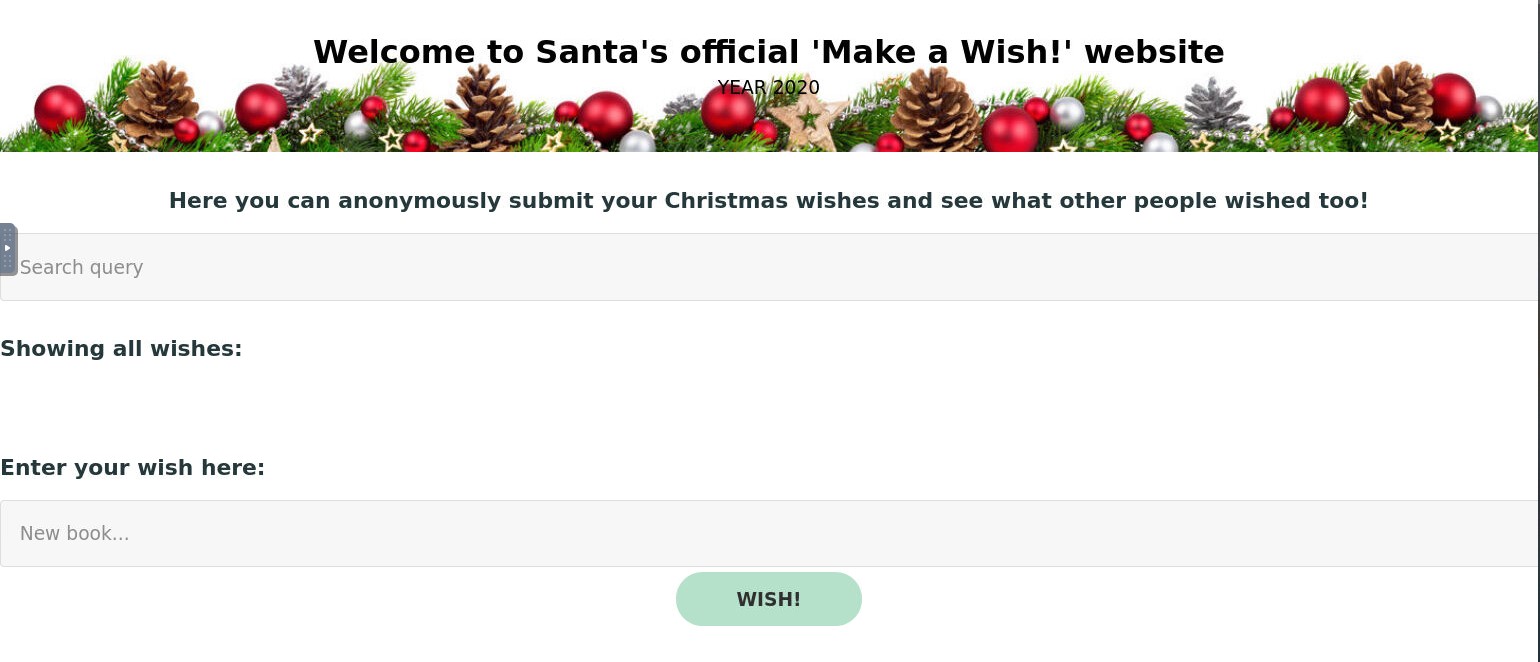 Welcome to Santa's official 'Make a Wish!' website
YEAR 2020
Here you can anonymously submit your Christmas wishes and see what other people wished too!
Search query
Showing all wishes:
Enter your wish here:
New book...
WISH!